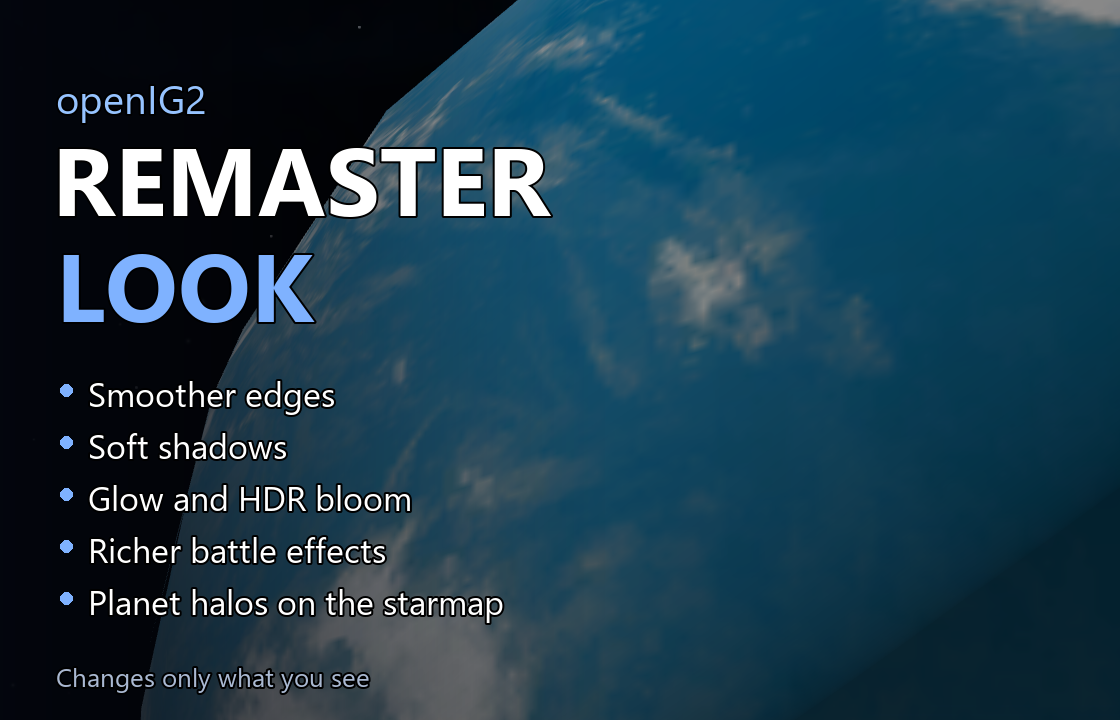 openIG2
REMASTER
LOOK
Smoother edges
Soft shadows
Glow and HDR bloom
Richer battle effects
Planet halos on the starmap
Changes only what you see